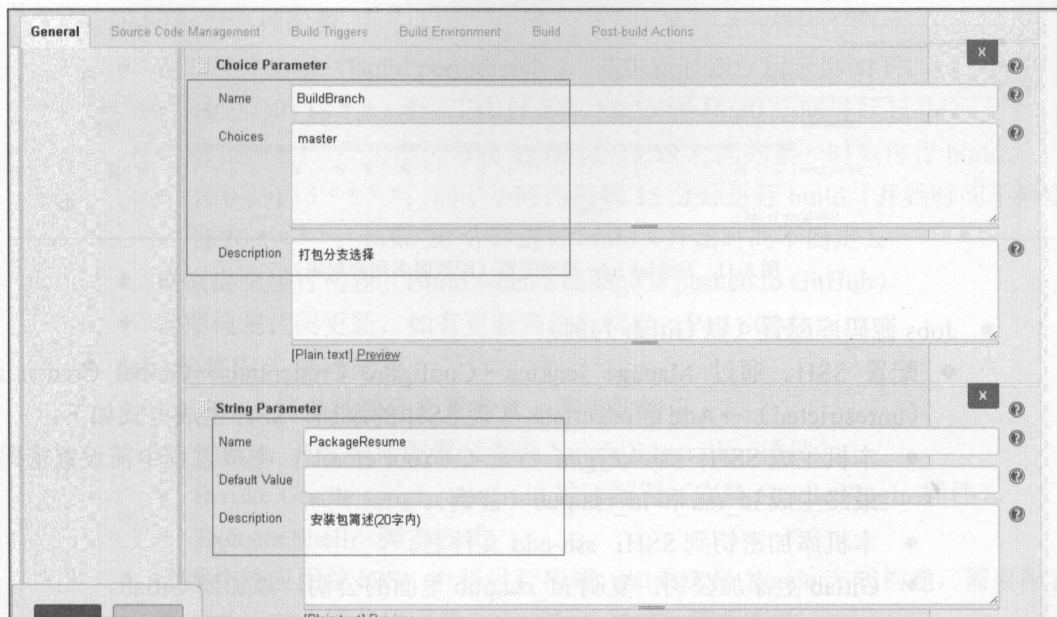 General Source Code Management Build Triggers Build Environment Build Post-build Actions
Choice Parameter
X
Name BuildBranch
Choices master
Description 打包分支选择
[Plain text] Preview
String Parameter
X
Name PackageResume
Default Value
Description 安装包简述(20字内)